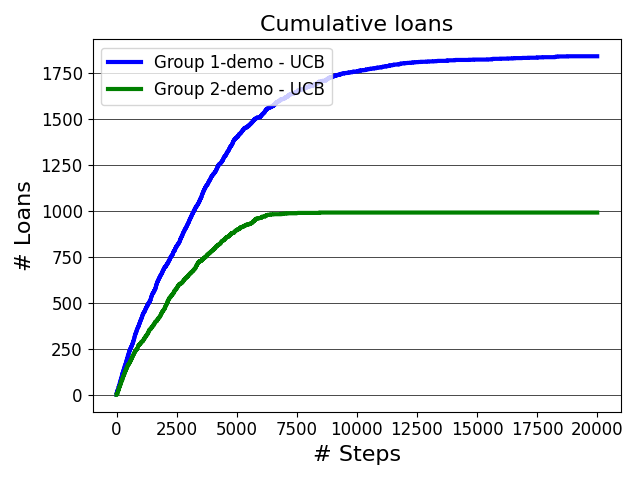 Cumulative loans
Group 1-demo - UCB
Group 2-demo - UCB
# Loans
1750
1500
1250
1000
750
500
250
0
0 2500 5000 7500 10000 12500 15000 17500 20000
# Steps